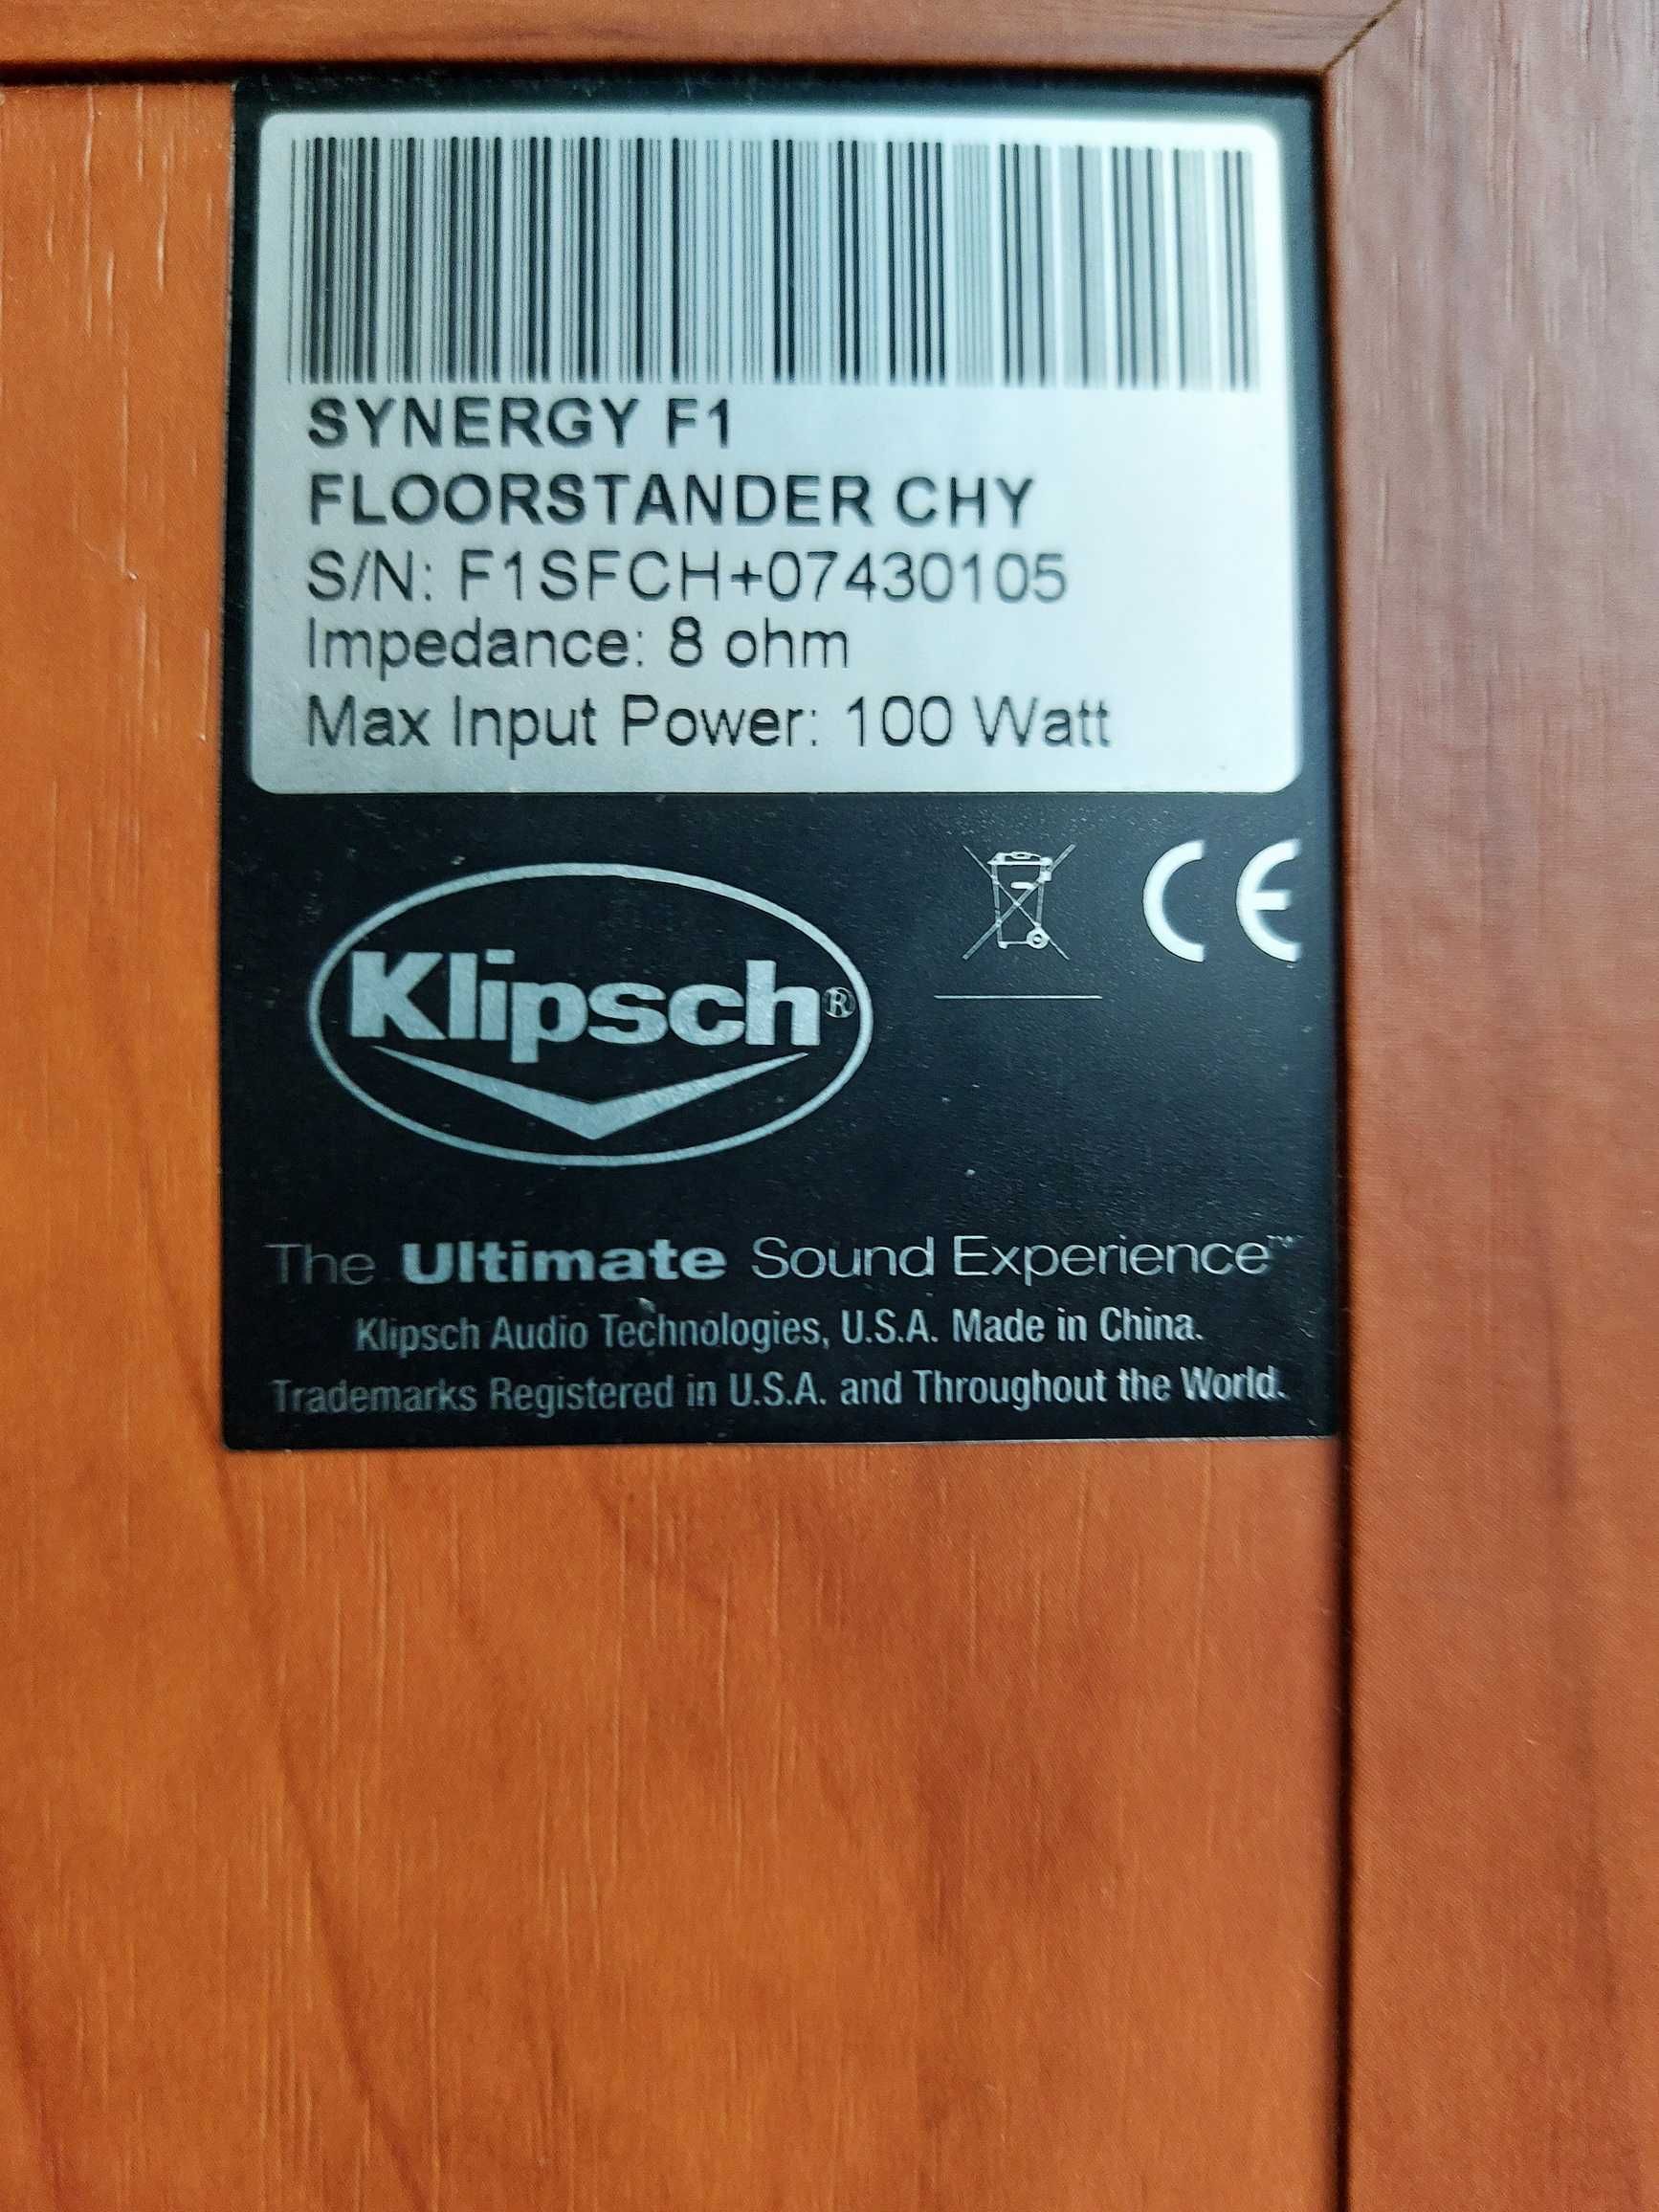 SYNERGY F1
FLOORSTANDER CHY
S/N: F1SFCH+07430105
Impedance: 8 ohm
Max Input Power: 100 Watt
CE
Klipsch®
The Ultimate Sound Experience™
Klipsch Audio Technologies, U.S.A. Made in China.
Trademarks Registered in U.S.A. and Throughout the World.